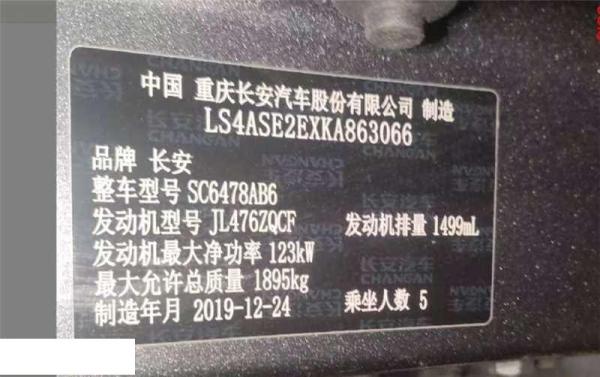 中国 重庆长安汽车股份有限公司 制造
LS4ASE2EXKA863066
品牌 长安
整车型号 SC6478AB6
发动机型号 JL476ZQCF 发动机排量 1499mL
发动机最大净功率 123kW
最大允许总质量 1895kg
制造年月 2019-12-24 乘坐人数 5